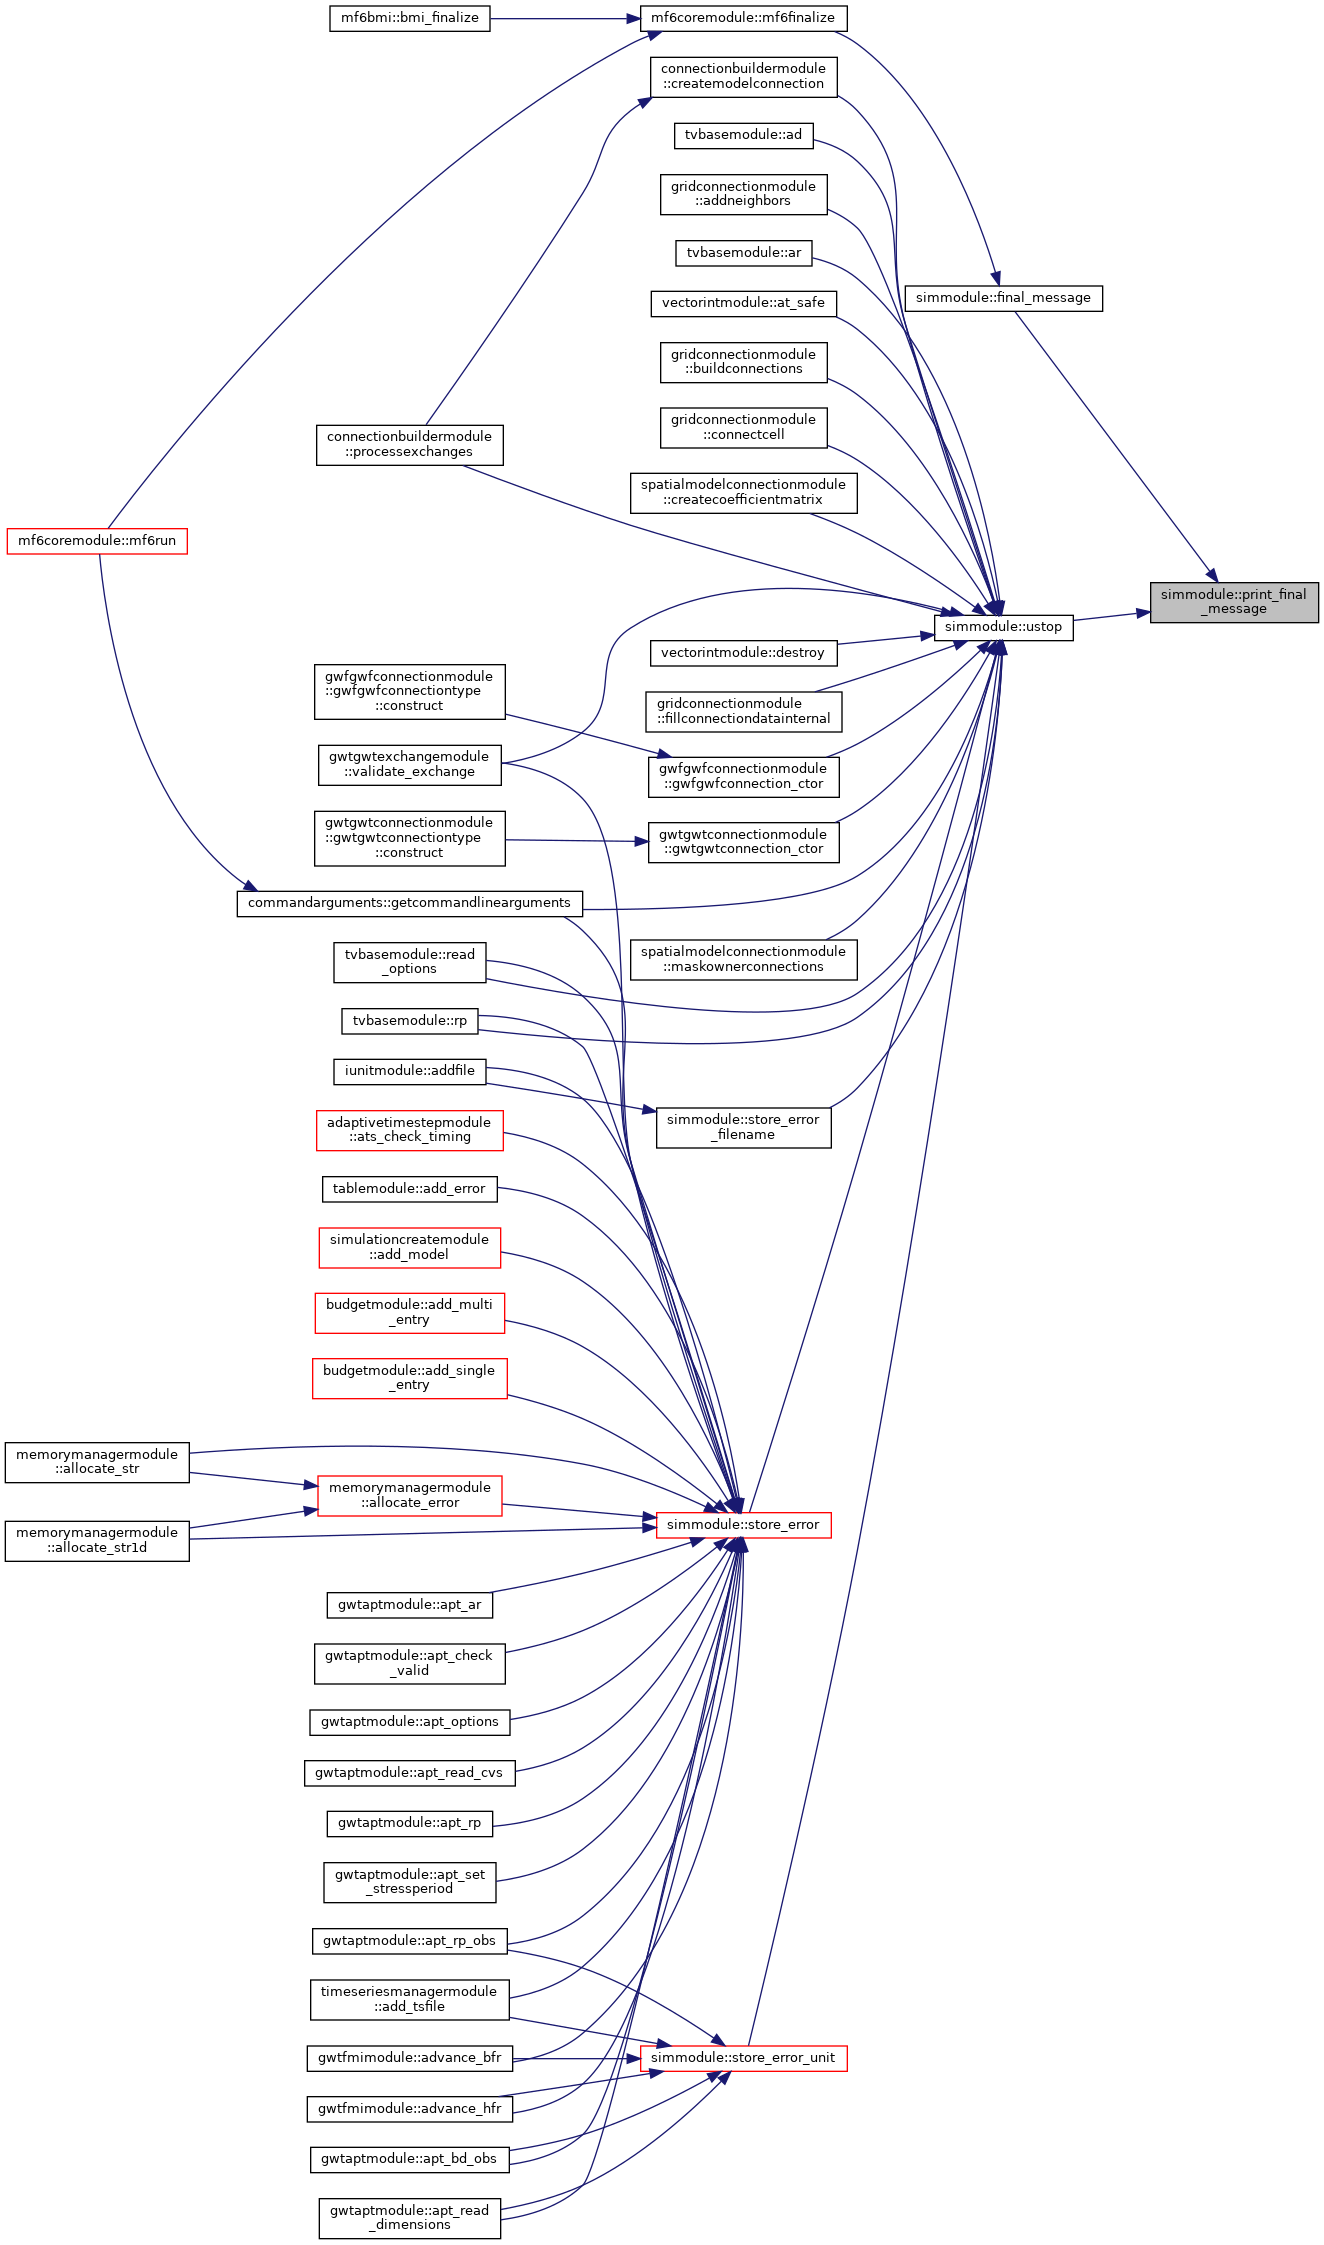 mf6bmi::bmi_finalize
mf6coremodule::mf6finalize
connectionbuildermodule
::createmodelconnection
tvbasemodule::ad
gridconnectionmodule
::addneighbors
tvbasemodule::ar
simmodule::final_message
vectorintmodule::at_safe
gridconnectionmodule
::buildconnections
gridconnectionmodule
::connectcell
connectionbuildermodule
::processexchanges
spatialmodelconnectionmodule
::createcoefficientmatrix
mf6coremodule::mf6run
simmodule::print_final
_message
simmodule::ustop
vectorintmodule::destroy
gwfgwfconnectionmodule
::gwfgwfconnectiontype
::construct
gridconnectionmodule
::fillconnectiondatainternal
gwtgwtexchangemodule
::validate_exchange
gwfgwfconnectionmodule
::gwfgwfconnection_ctor
gwtgwtconnectionmodule
::gwtgwtconnectiontype
::construct
gwtgwtconnectionmodule
::gwtgwtconnection_ctor
commandarguments::getcommandlinearguments
tvbasemodule::read
_options
spatialmodelconnectionmodule
::maskownerconnections
tvbasemodule::rp
iunitmodule::addfile
simmodule::store_error
_filename
adaptivetimestepmodule
::ats_check_timing
tablemodule::add_error
simulationcreatemodule
::add_model
budgetmodule::add_multi
_entry
budgetmodule::add_single
_entry
memorymanagermodule
::allocate_str
memorymanagermodule
::allocate_error
simmodule::store_error
memorymanagermodule
::allocate_str1d
gwtaptmodule::apt_ar
gwtaptmodule::apt_check
_valid
gwtaptmodule::apt_options
gwtaptmodule::apt_read_cvs
gwtaptmodule::apt_rp
gwtaptmodule::apt_set
_stressperiod
gwtaptmodule::apt_rp_obs
timeseriesmanagermodule
::add_tsfile
gwtfmimodule::advance_bfr
simmodule::store_error_unit
gwtfmimodule::advance_hfr
gwtaptmodule::apt_bd_obs
gwtaptmodule::apt_read
_dimensions